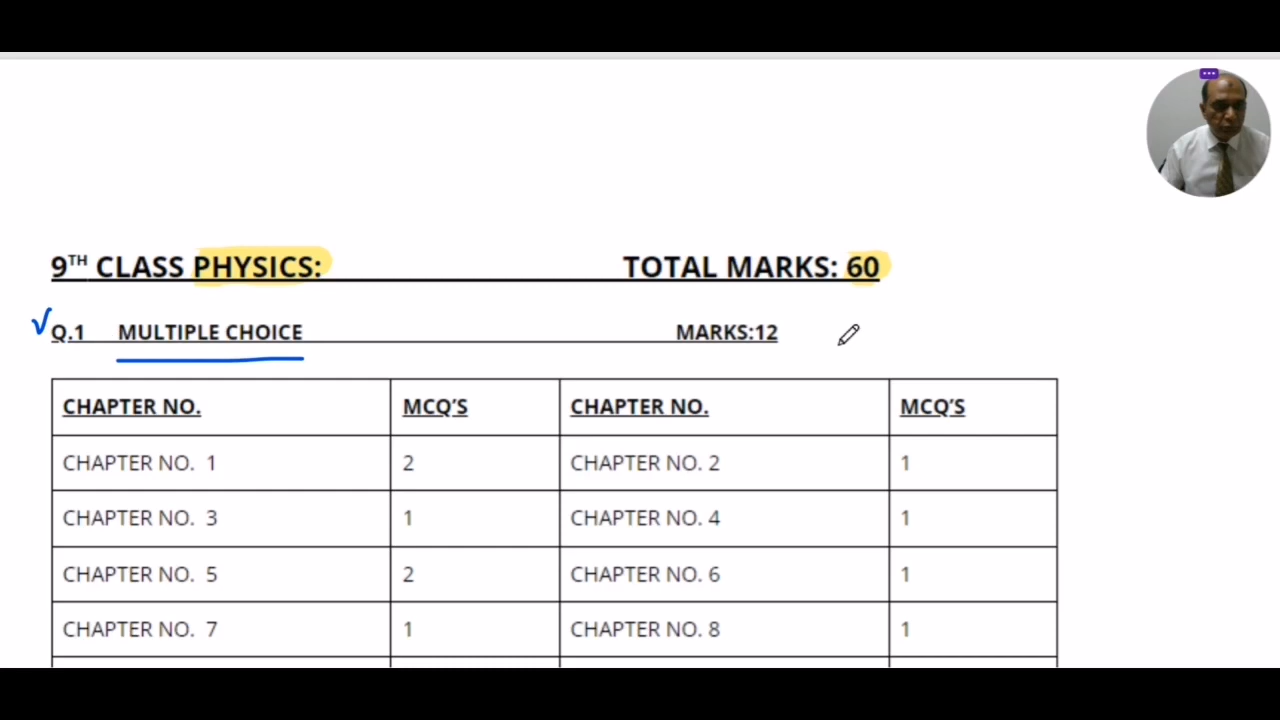 9TH CLASS PHYSICS: TOTAL MARKS: 60
Q.1 MULTIPLE CHOICE MARKS:12
CHAPTER NO. MCQ'S CHAPTER NO. MCQ'S
CHAPTER NO. 1 2 CHAPTER NO. 2 1
CHAPTER NO. 3 1 CHAPTER NO. 4 1
CHAPTER NO. 5 2 CHAPTER NO. 6 1
CHAPTER NO. 7 1 CHAPTER NO. 8 1